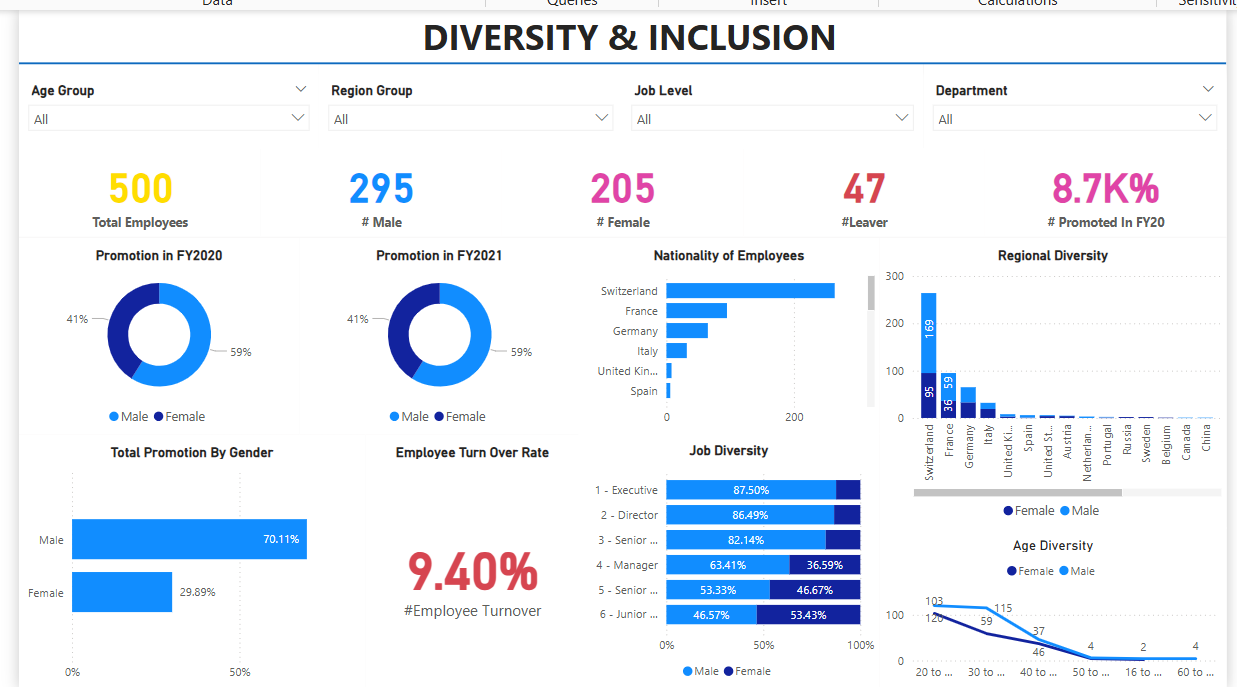 Data Queries Insert Calculations Sensitivit
DIVERSITY & INCLUSION
Age Group Region Group Job Level Department
All All All All
500 295 205 47 8.7K%
Total Employees # Male # Female #Leaver # Promoted In FY20
Promotion in FY2020
41%
59%
Male Female
Promotion in FY2021
41%
59%
Male Female
Nationality of Employees
Switzerland
France
Germany
Italy
United Kin...
Spain
0 200
Regional Diversity
300
200
100
0
169
95
59
36
Switzerland France Germany Italy United Ki... Spain United St... Austria Netherlan... Portugal Russia Sweden Belgium Canada China
Female Male
Total Promotion By Gender
Male 70.11%
Female 29.89%
0% 50%
Employee Turn Over Rate
9.40%
#Employee Turnover
Job Diversity
1 - Executive 87.50%
2 - Director 86.49%
3 - Senior ... 82.14%
4 - Manager 63.41% 36.59%
5 - Senior ... 53.33% 46.67%
6 - Junior ... 46.57% 53.43%
0% 50% 100%
Male Female
Age Diversity
Female Male
100
0
103
120
115
59
37
46
4
2
4
20 to ... 30 to ... 40 to ... 50 to ... 16 to ... 60 to ...